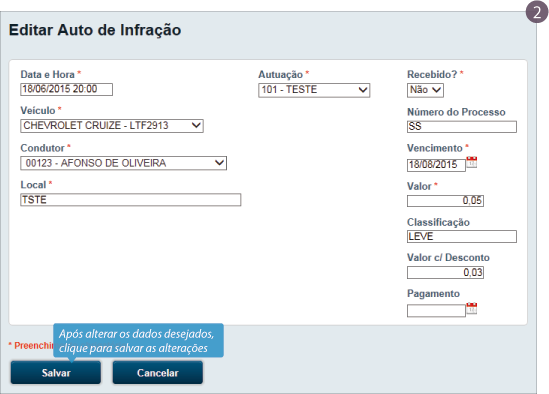 2
Editar Auto de Infração
Data e Hora *
18/06/2015 20:00
Autuação *
101 - TESTE
Recebido? *
Não
Veículo *
CHEVROLET CRUIZE - LTF2913
Número do Processo
SS
Condutor *
00123 - AFONSO DE OLIVEIRA
Vencimento *
18/08/2015
Local *
TSTE
Valor *
0,05
Classificação
LEVE
Valor c/ Desconto
0,03
Pagamento
* Preenchi
Após alterar os dados desejados,
clique para salvar as alterações
Salvar
Cancelar